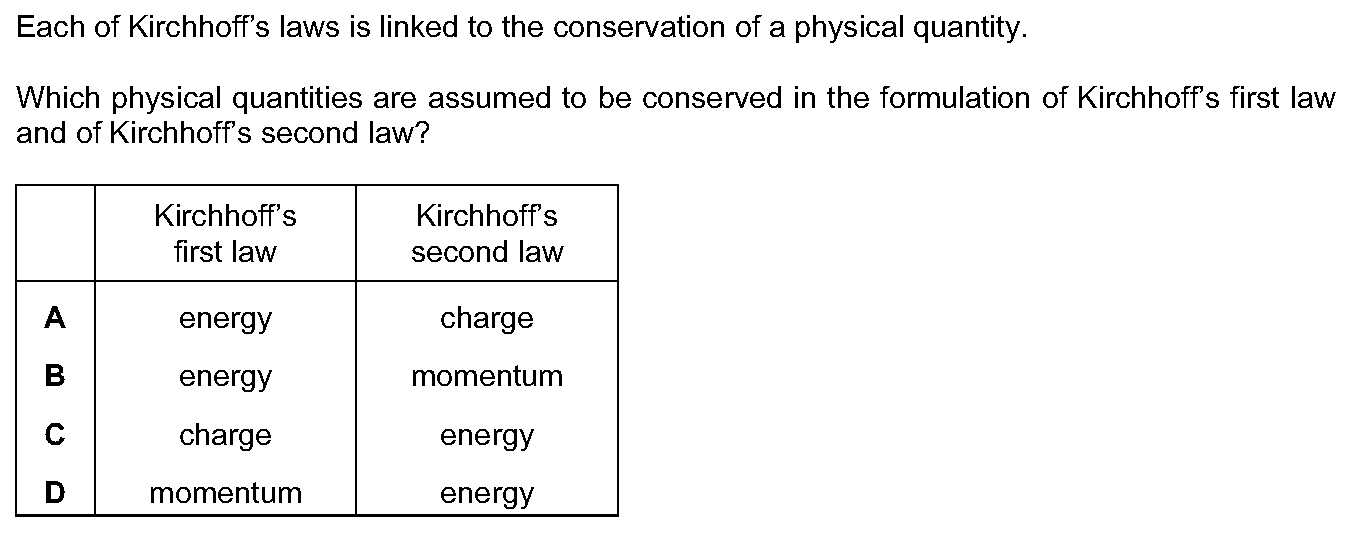 Each of Kirchhoff's laws is linked to the conservation of a physical quantity.
Which physical quantities are assumed to be conserved in the formulation of Kirchhoff's first law
and of Kirchhoff's second law?
Kirchhoff's Kirchhoff's
first law second law
A energy charge
B energy momentum
C charge energy
D momentum energy